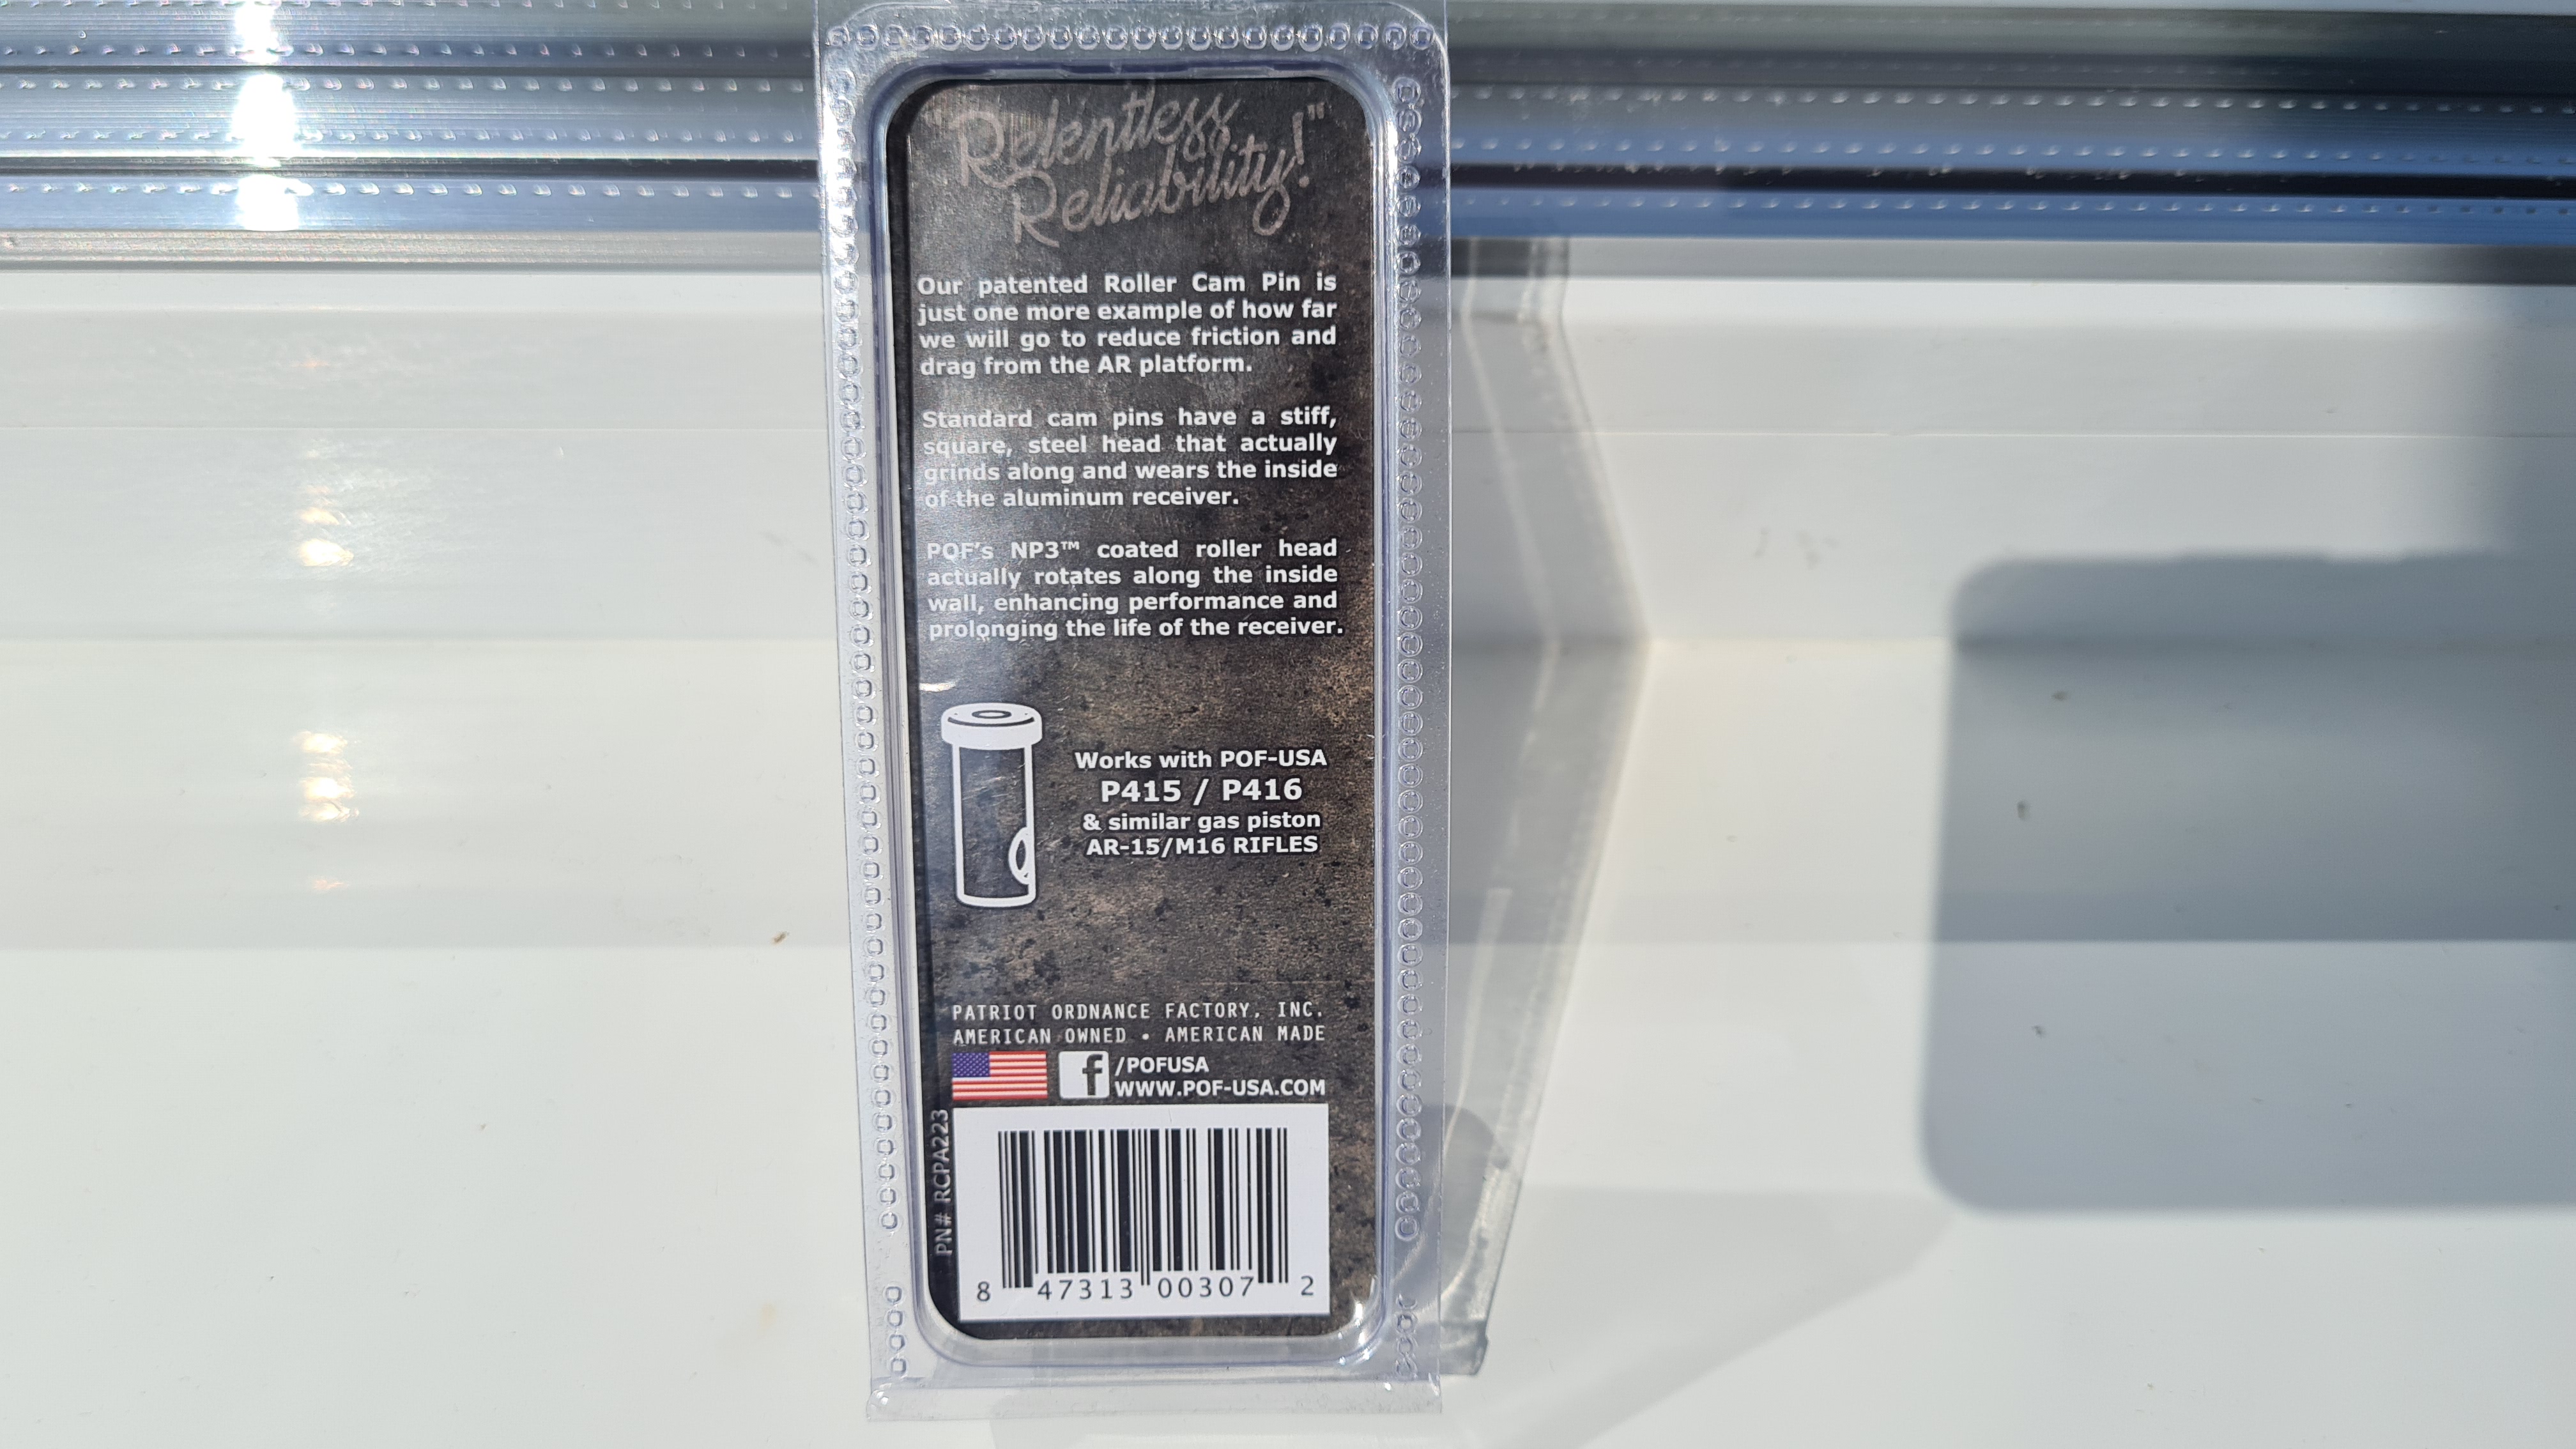 "Relentless
Reliability!"
Our patented Roller Cam Pin is
just one more example of how far
we will go to reduce friction and
drag from the AR platform.
Standard cam pins have a stiff,
square, steel head that actually
grinds along and wears the inside
of the aluminum receiver.
POF's NP3™ coated roller head
actually rotates along the inside
wall, enhancing performance and
prolonging the life of the receiver.
Works with POF-USA
P415 / P416
& similar gas piston
AR-15/M16 RIFLES
PATRIOT ORDNANCE FACTORY, INC.
AMERICAN OWNED • AMERICAN MADE
f /POFUSA
WWW.POF-USA.COM
PN# RCPA223
8 47313 00307 2